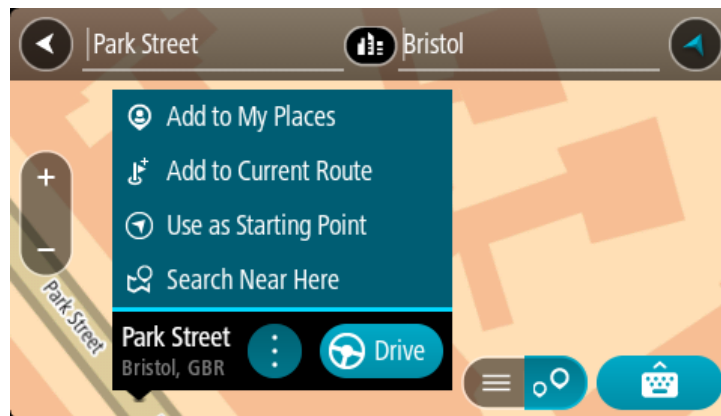 Park Street Bristol
Add to My Places
Add to Current Route
Use as Starting Point
Search Near Here
Park Street
Park Street
Bristol, GBR
Drive